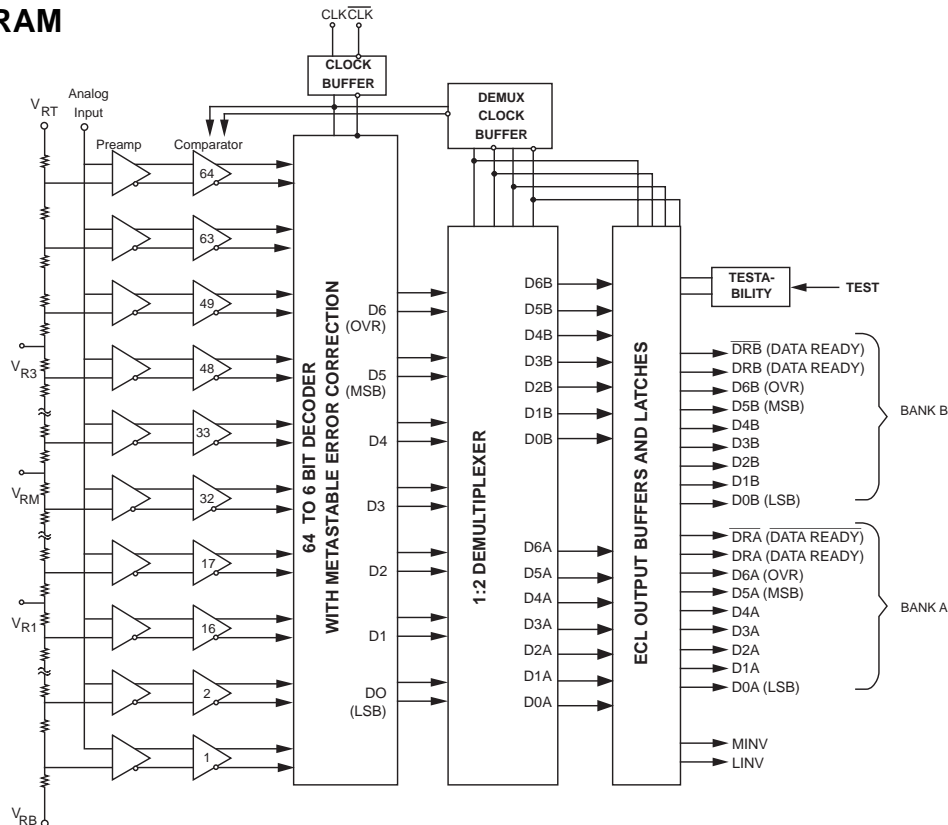 RAM
CLK CLK
CLOCK
BUFFER
DEMUX
CLOCK
BUFFER
Analog
Input
VRT
Preamp
Comparator
64
63
49
48
33
32
17
16
2
1
VR3
VRM
VR1
VRB
64 TO 6 BIT DECODER
WITH METASTABLE ERROR CORRECTION
D6
(OVR)
D5
(MSB)
D4
D3
D2
D1
DO
(LSB)
1:2 DEMULTIPLEXER
D6B
D5B
D4B
D3B
D2B
D1B
D0B
D6A
D5A
D4A
D3A
D2A
D1A
D0A
ECL OUTPUT BUFFERS AND LATCHES
TESTA-
BILITY
TEST
DRB (DATA READY)
DRB (DATA READY)
D6B (OVR)
D5B (MSB)
D4B
D3B
D2B
D1B
D0B (LSB)
BANK B
DRA (DATA READY)
DRA (DATA READY)
D6A (OVR)
D5A (MSB)
D4A
D3A
D2A
D1A
D0A (LSB)
BANK A
MINV
LINV